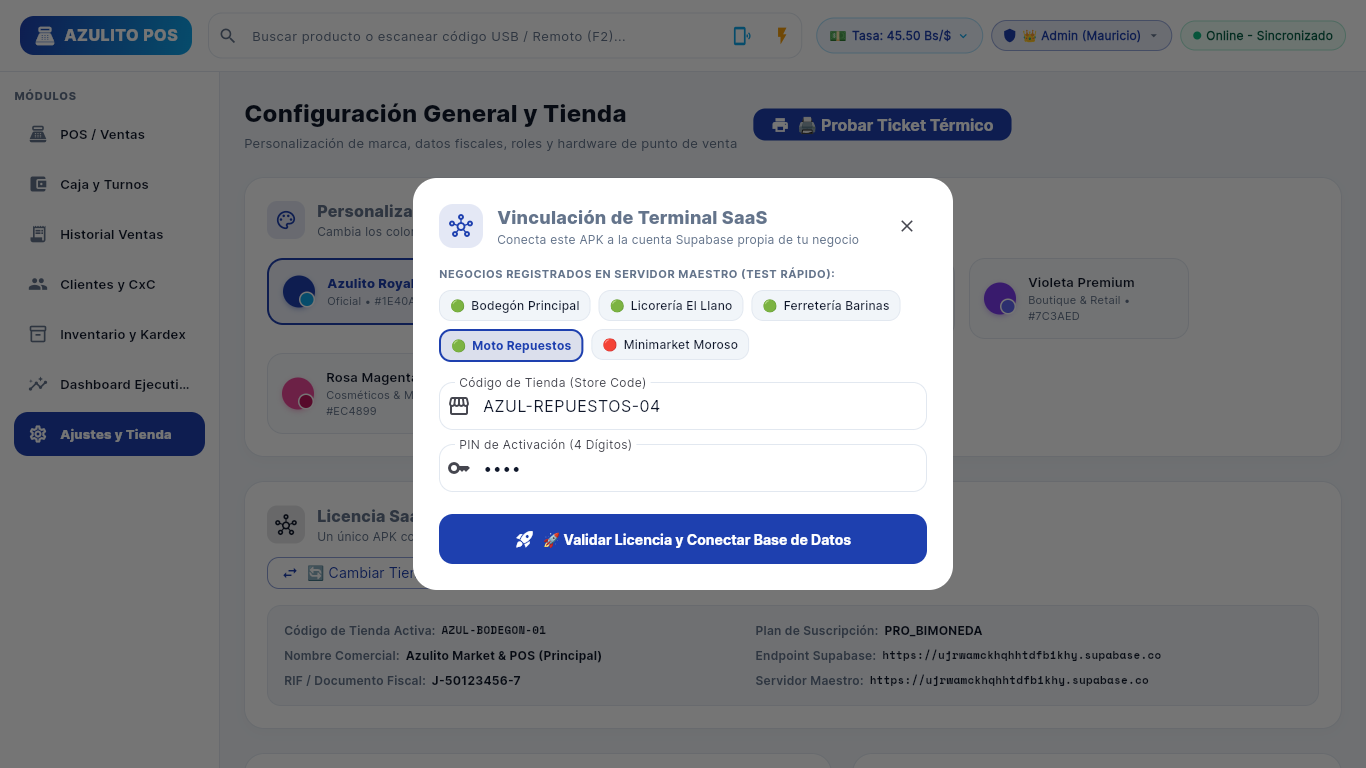 AZULITO POS
Buscar producto o escanear código USB / Remoto (F2)...
Tasa: 45.50 Bs/$
Admin (Mauricio)
Online - Sincronizado
MÓDULOS
POS / Ventas
Caja y Turnos
Historial Ventas
Clientes y CxC
Inventario y Kardex
Dashboard Ejecuti...
Ajustes y Tienda
Configuración General y Tienda
Personalización de marca, datos fiscales, roles y hardware de punto de venta
Probar Ticket Térmico
Personaliza
Cambia los color
Azulito Royal
Oficial • #1E40A
Violeta Premium
Boutique & Retail •
#7C3AED
Rosa Magenta
Cosméticos & M
#EC4899
Vinculación de Terminal SaaS
Conecta este APK a la cuenta Supabase propia de tu negocio
NEGOCIOS REGISTRADOS EN SERVIDOR MAESTRO (TEST RÁPIDO):
Bodegón Principal
Licorería El Llano
Ferretería Barinas
Moto Repuestos
Minimarket Moroso
Código de Tienda (Store Code)
AZUL-REPUESTOS-04
PIN de Activación (4 Dígitos)
••••
Validar Licencia y Conectar Base de Datos
Licencia Saa
Un único APK co
Cambiar Tien
Código de Tienda Activa: AZUL-BODEGON-01
Nombre Comercial: Azulito Market & POS (Principal)
RIF / Documento Fiscal: J-50123456-7
Plan de Suscripción: PRO_BIMONEDA
Endpoint Supabase: https://ujrwamckhqhhtdfbikhy.supabase.co
Servidor Maestro: https://ujrwamckhqhhtdfbikhy.supabase.co